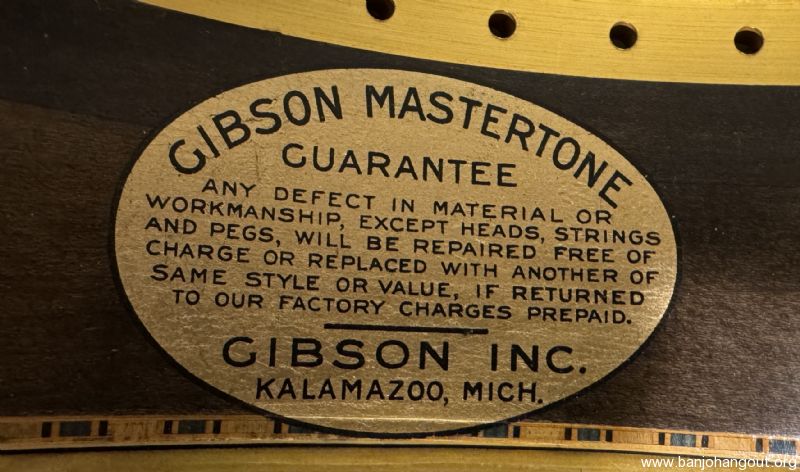 GIBSON MASTERTONE
GUARANTEE
ANY DEFECT IN MATERIAL OR
WORKMANSHIP, EXCEPT HEADS, STRINGS
AND PEGS, WILL BE REPAIRED FREE OF
CHARGE OR REPLACED WITH ANOTHER OF
SAME STYLE OR VALUE, IF RETURNED
TO OUR FACTORY CHARGES PREPAID.
GIBSON INC.
KALAMAZOO, MICH.
www.banjohangout.org